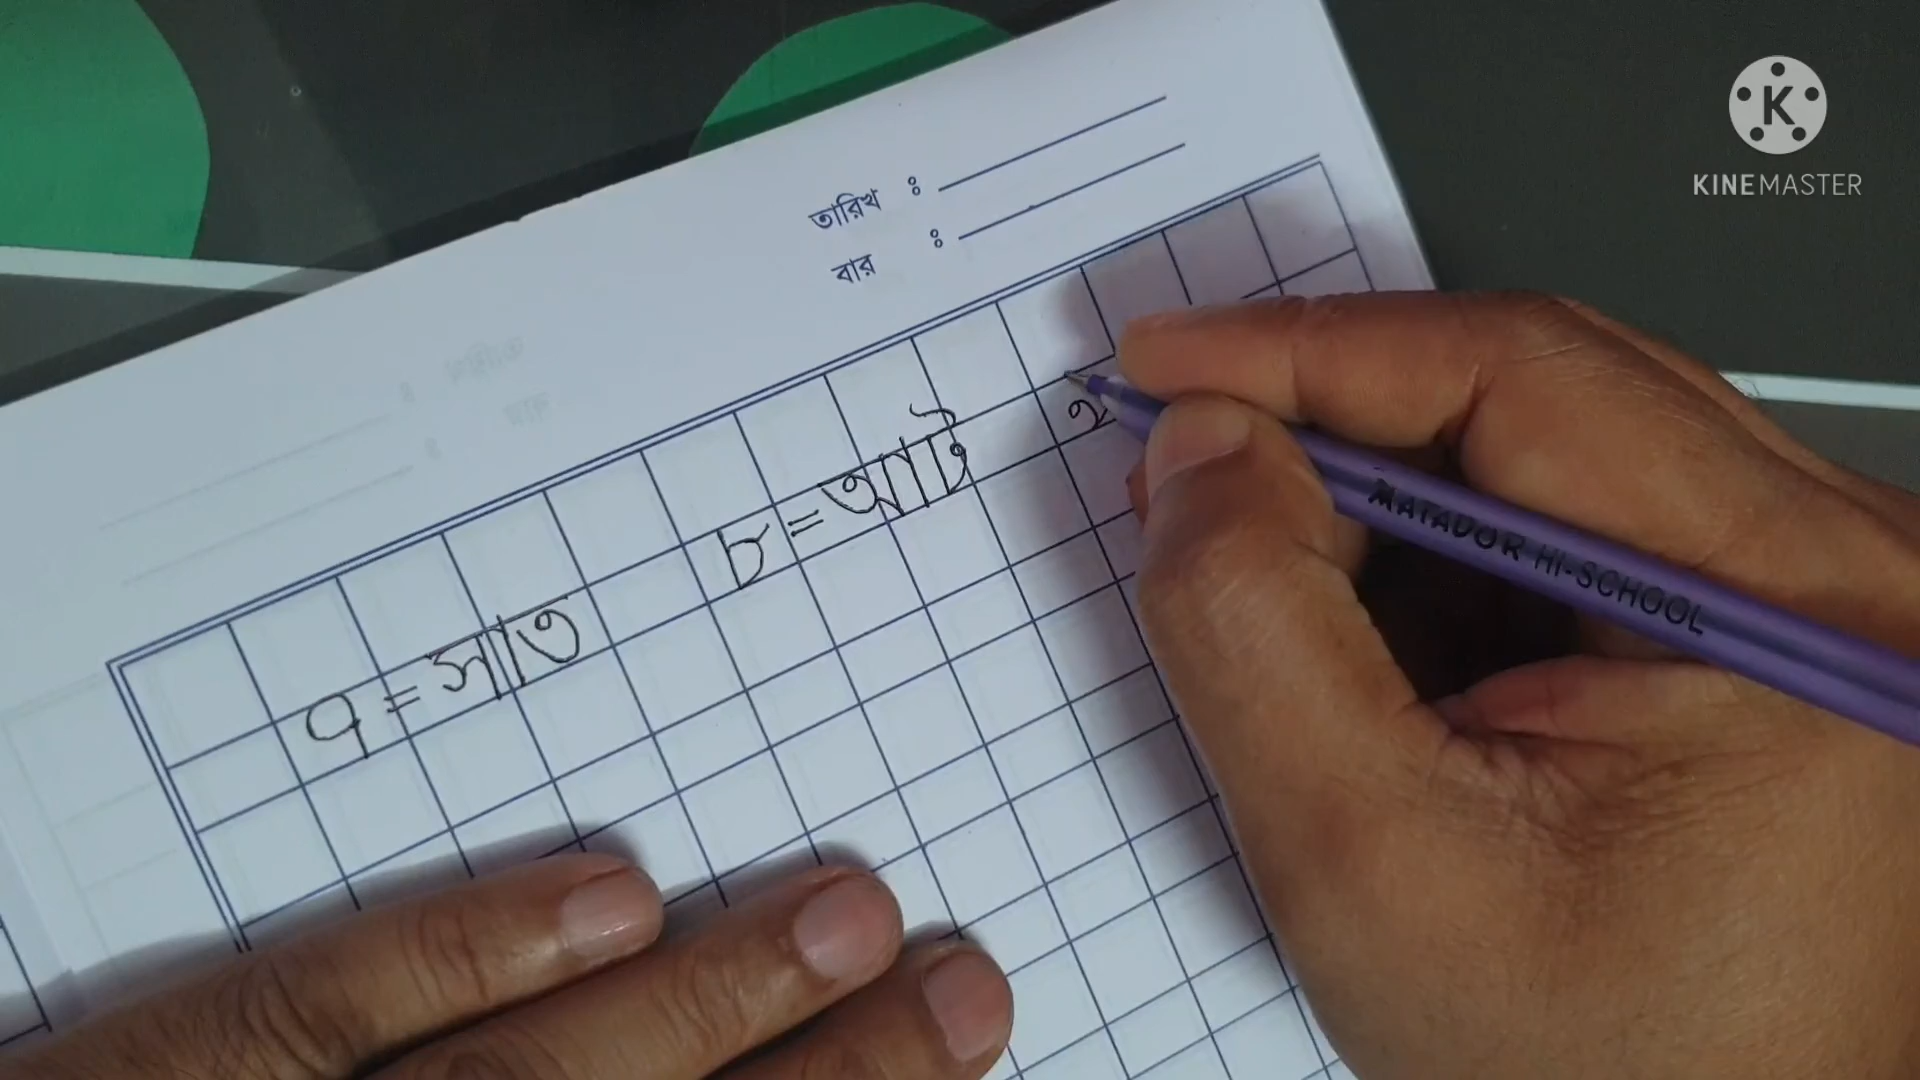 তারিখ :
বার :
৭ = সাত ৮ = আট
KINEMASTER
MATADOR HI-SCHOOL